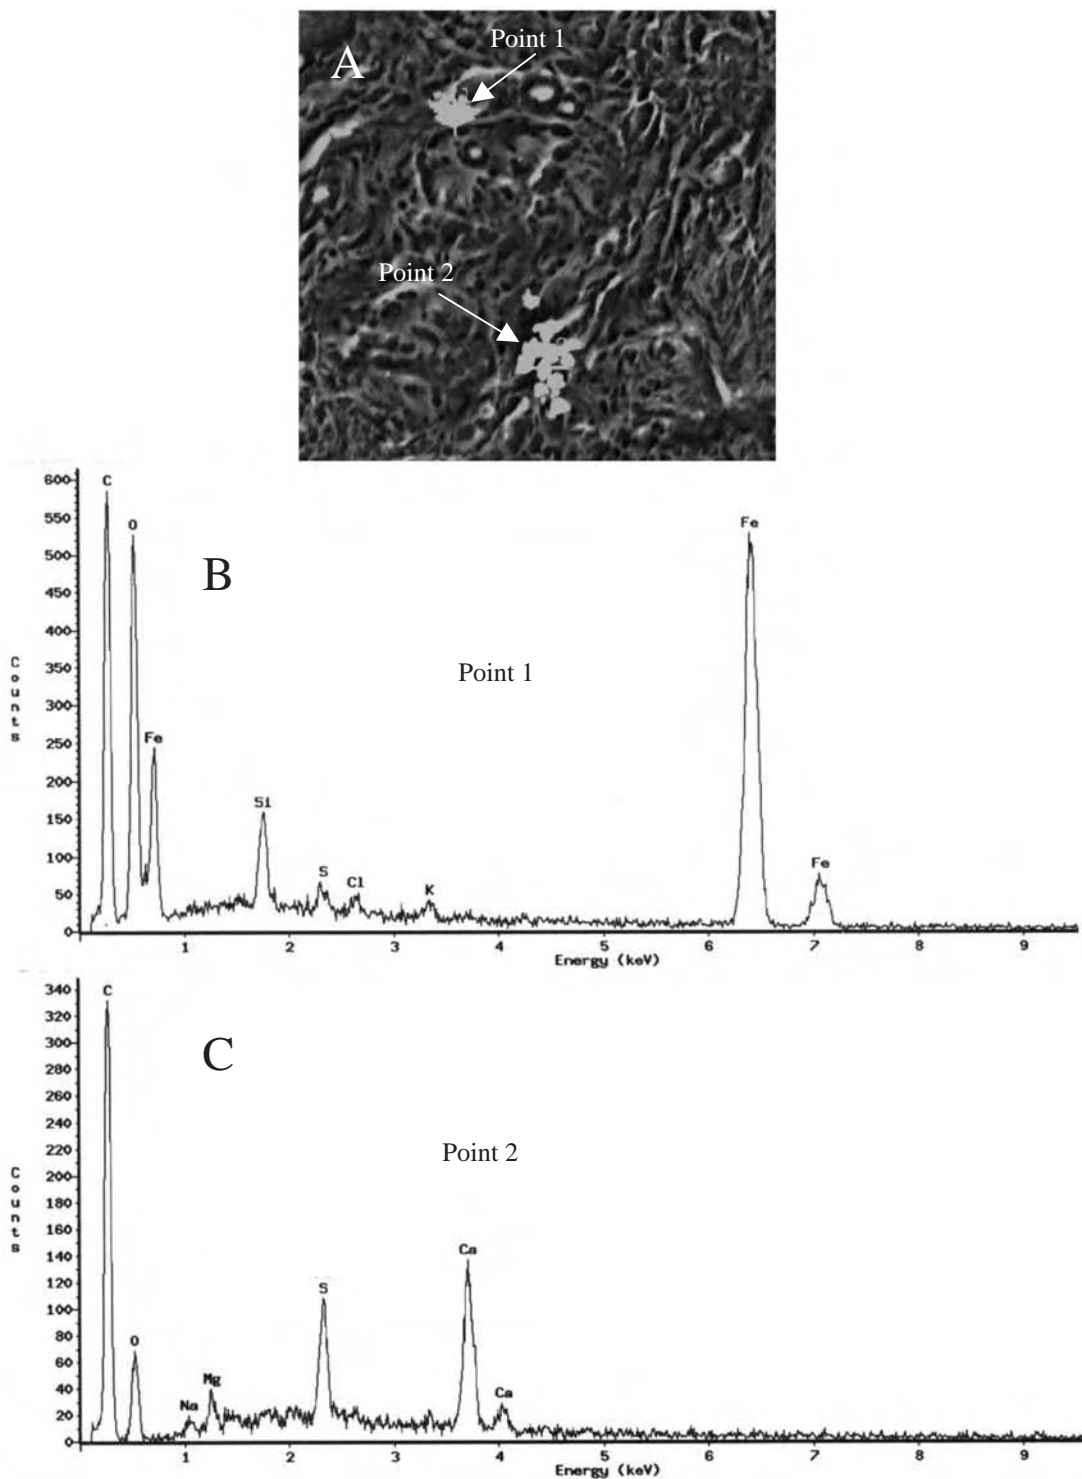 A
Point 1
Point 2
600
C
550
O
Fe
500
B
450
400
350
Point 1
300
250
Fe
200
Si
150
100
S
Cl
K
Fe
50
0
1 2 3 4 5 6 7 8 9
Counts
Energy (keV)
340
C
320
300
C
280
260
240
220
Point 2
200
180
160
140
Ca
120
S
100
80
O
60
40
Na
Mg
Ca
20
0
1 2 3 4 5 6 7 8 9
Counts
Energy (keV)